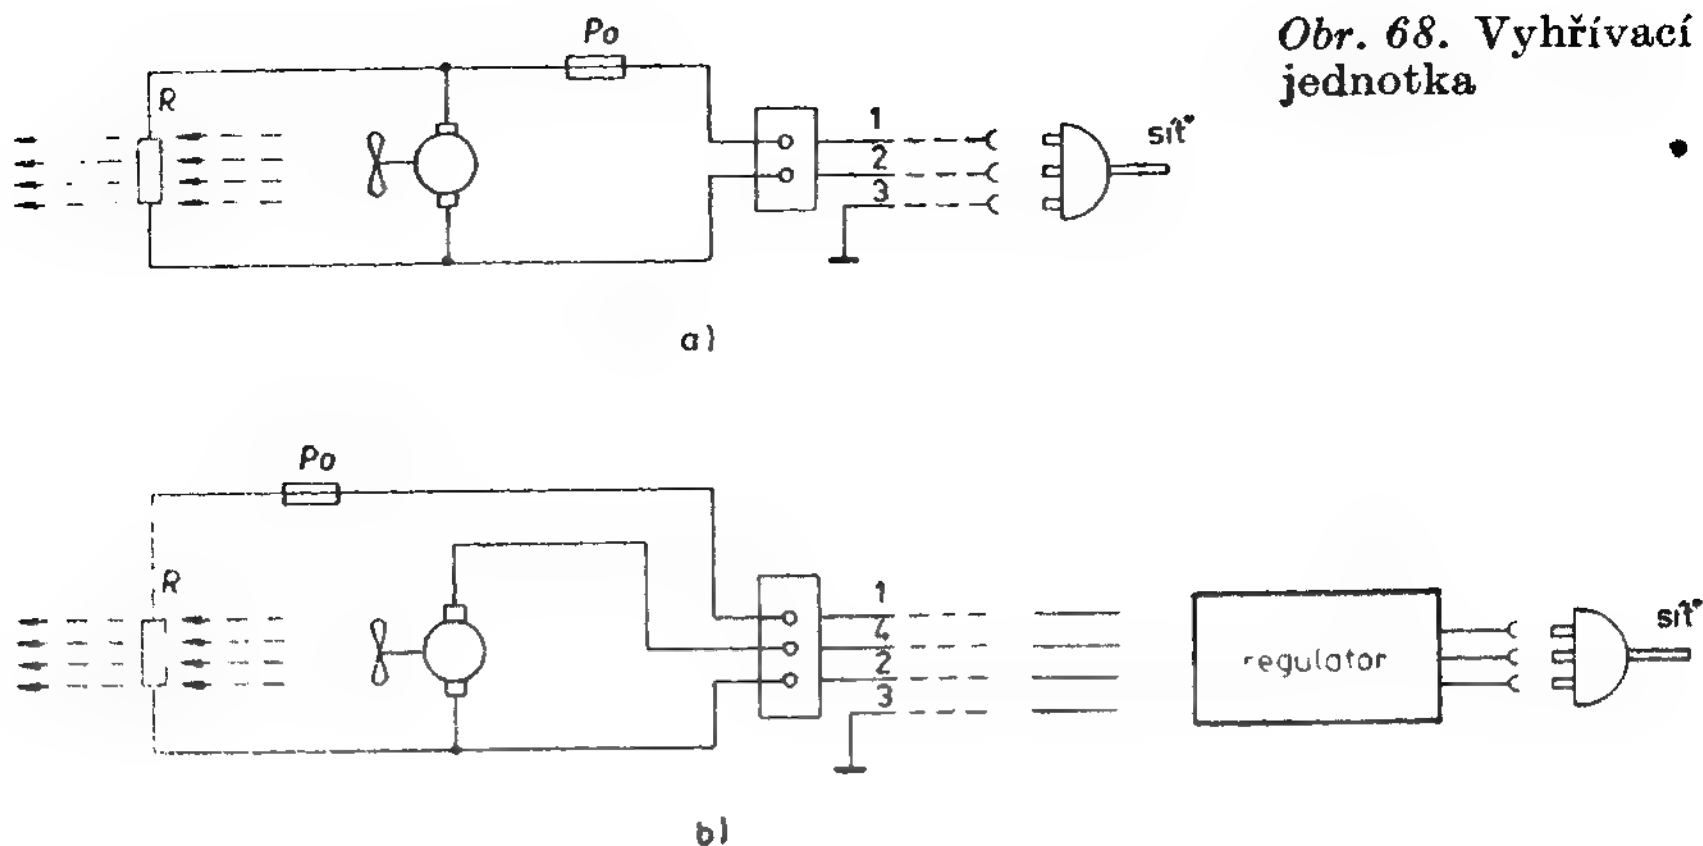 Obr. 68. Vyhřívací
jednotka
Po
R
1
2
3
síť
a)
Po
R
1
4
2
3
regulator
síť
b)